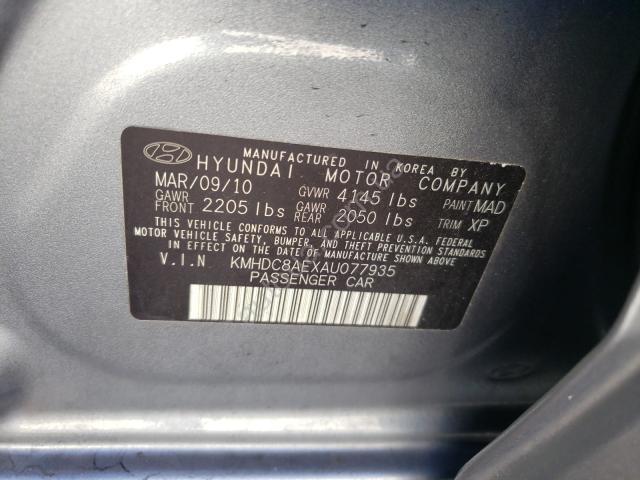 MANUFACTURED IN KOREA BY
HYUNDAI MOTOR COMPANY
MAR/09/10 GVWR 4145 lbs PAINT MAD
GAWR FRONT 2205 lbs GAWR REAR 2050 lbs TRIM XP
THIS VEHICLE CONFORMS TO ALL APPLICABLE U.S. FEDERAL
MOTOR VEHICLE SAFETY, BUMPER, AND THEFT PREVENTION STANDARDS
IN EFFECT ON THE DATE OF MANUFACTURE SHOWN ABOVE.
V.I.N KMHDC8AEXAU077935
PASSENGER CAR